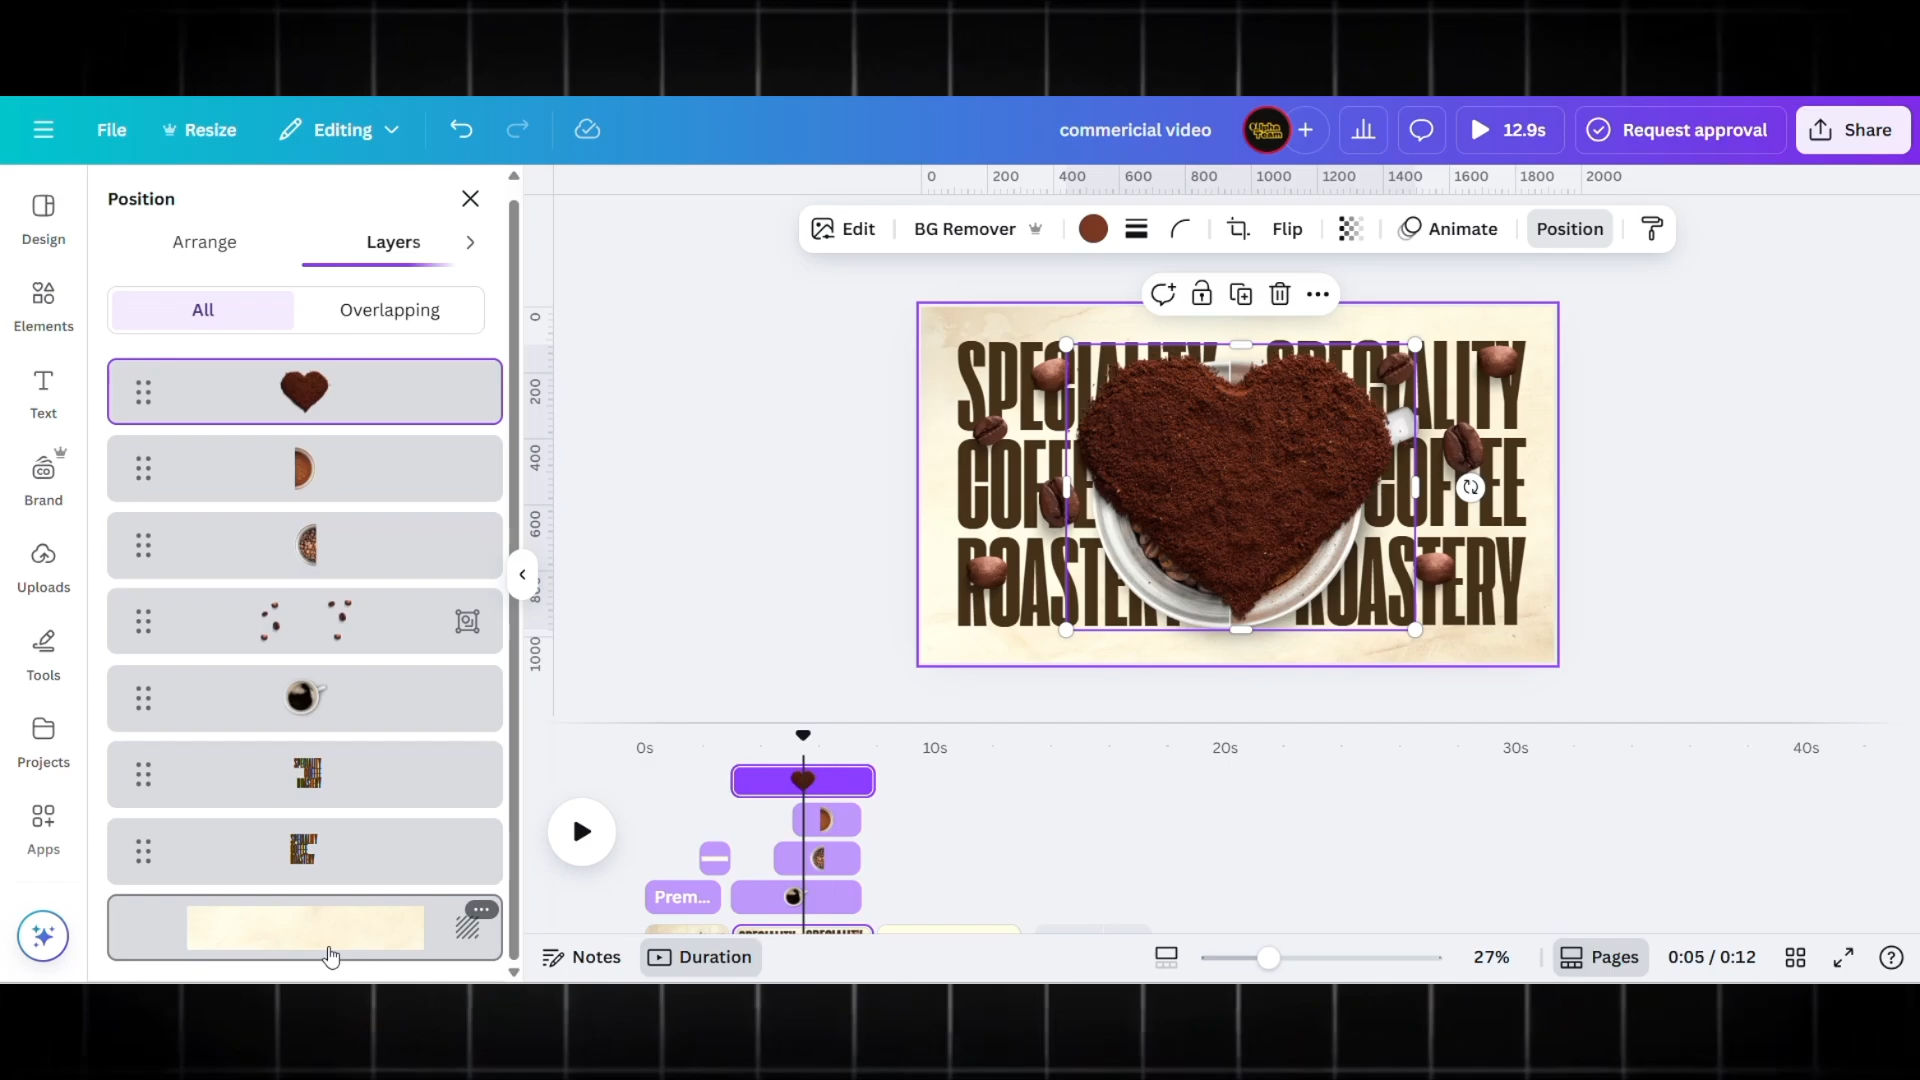 File Resize Editing commericial video 12.9s Request approval Share
Design
Elements
Text
Brand
Uploads
Tools
Projects
Apps
Position
Arrange Layers
All Overlapping
0 200 400 600 800 1000 1200 1400 1600 1800 2000
0
200
400
600
1000
Edit BG Remover Flip Animate Position
SPECIALITY SPECIALITY
COFFEE COFFEE
ROASTERY ROASTERY
0s 10s 20s 30s 40s
Prem...
Notes Duration 27% Pages 0:05 / 0:12